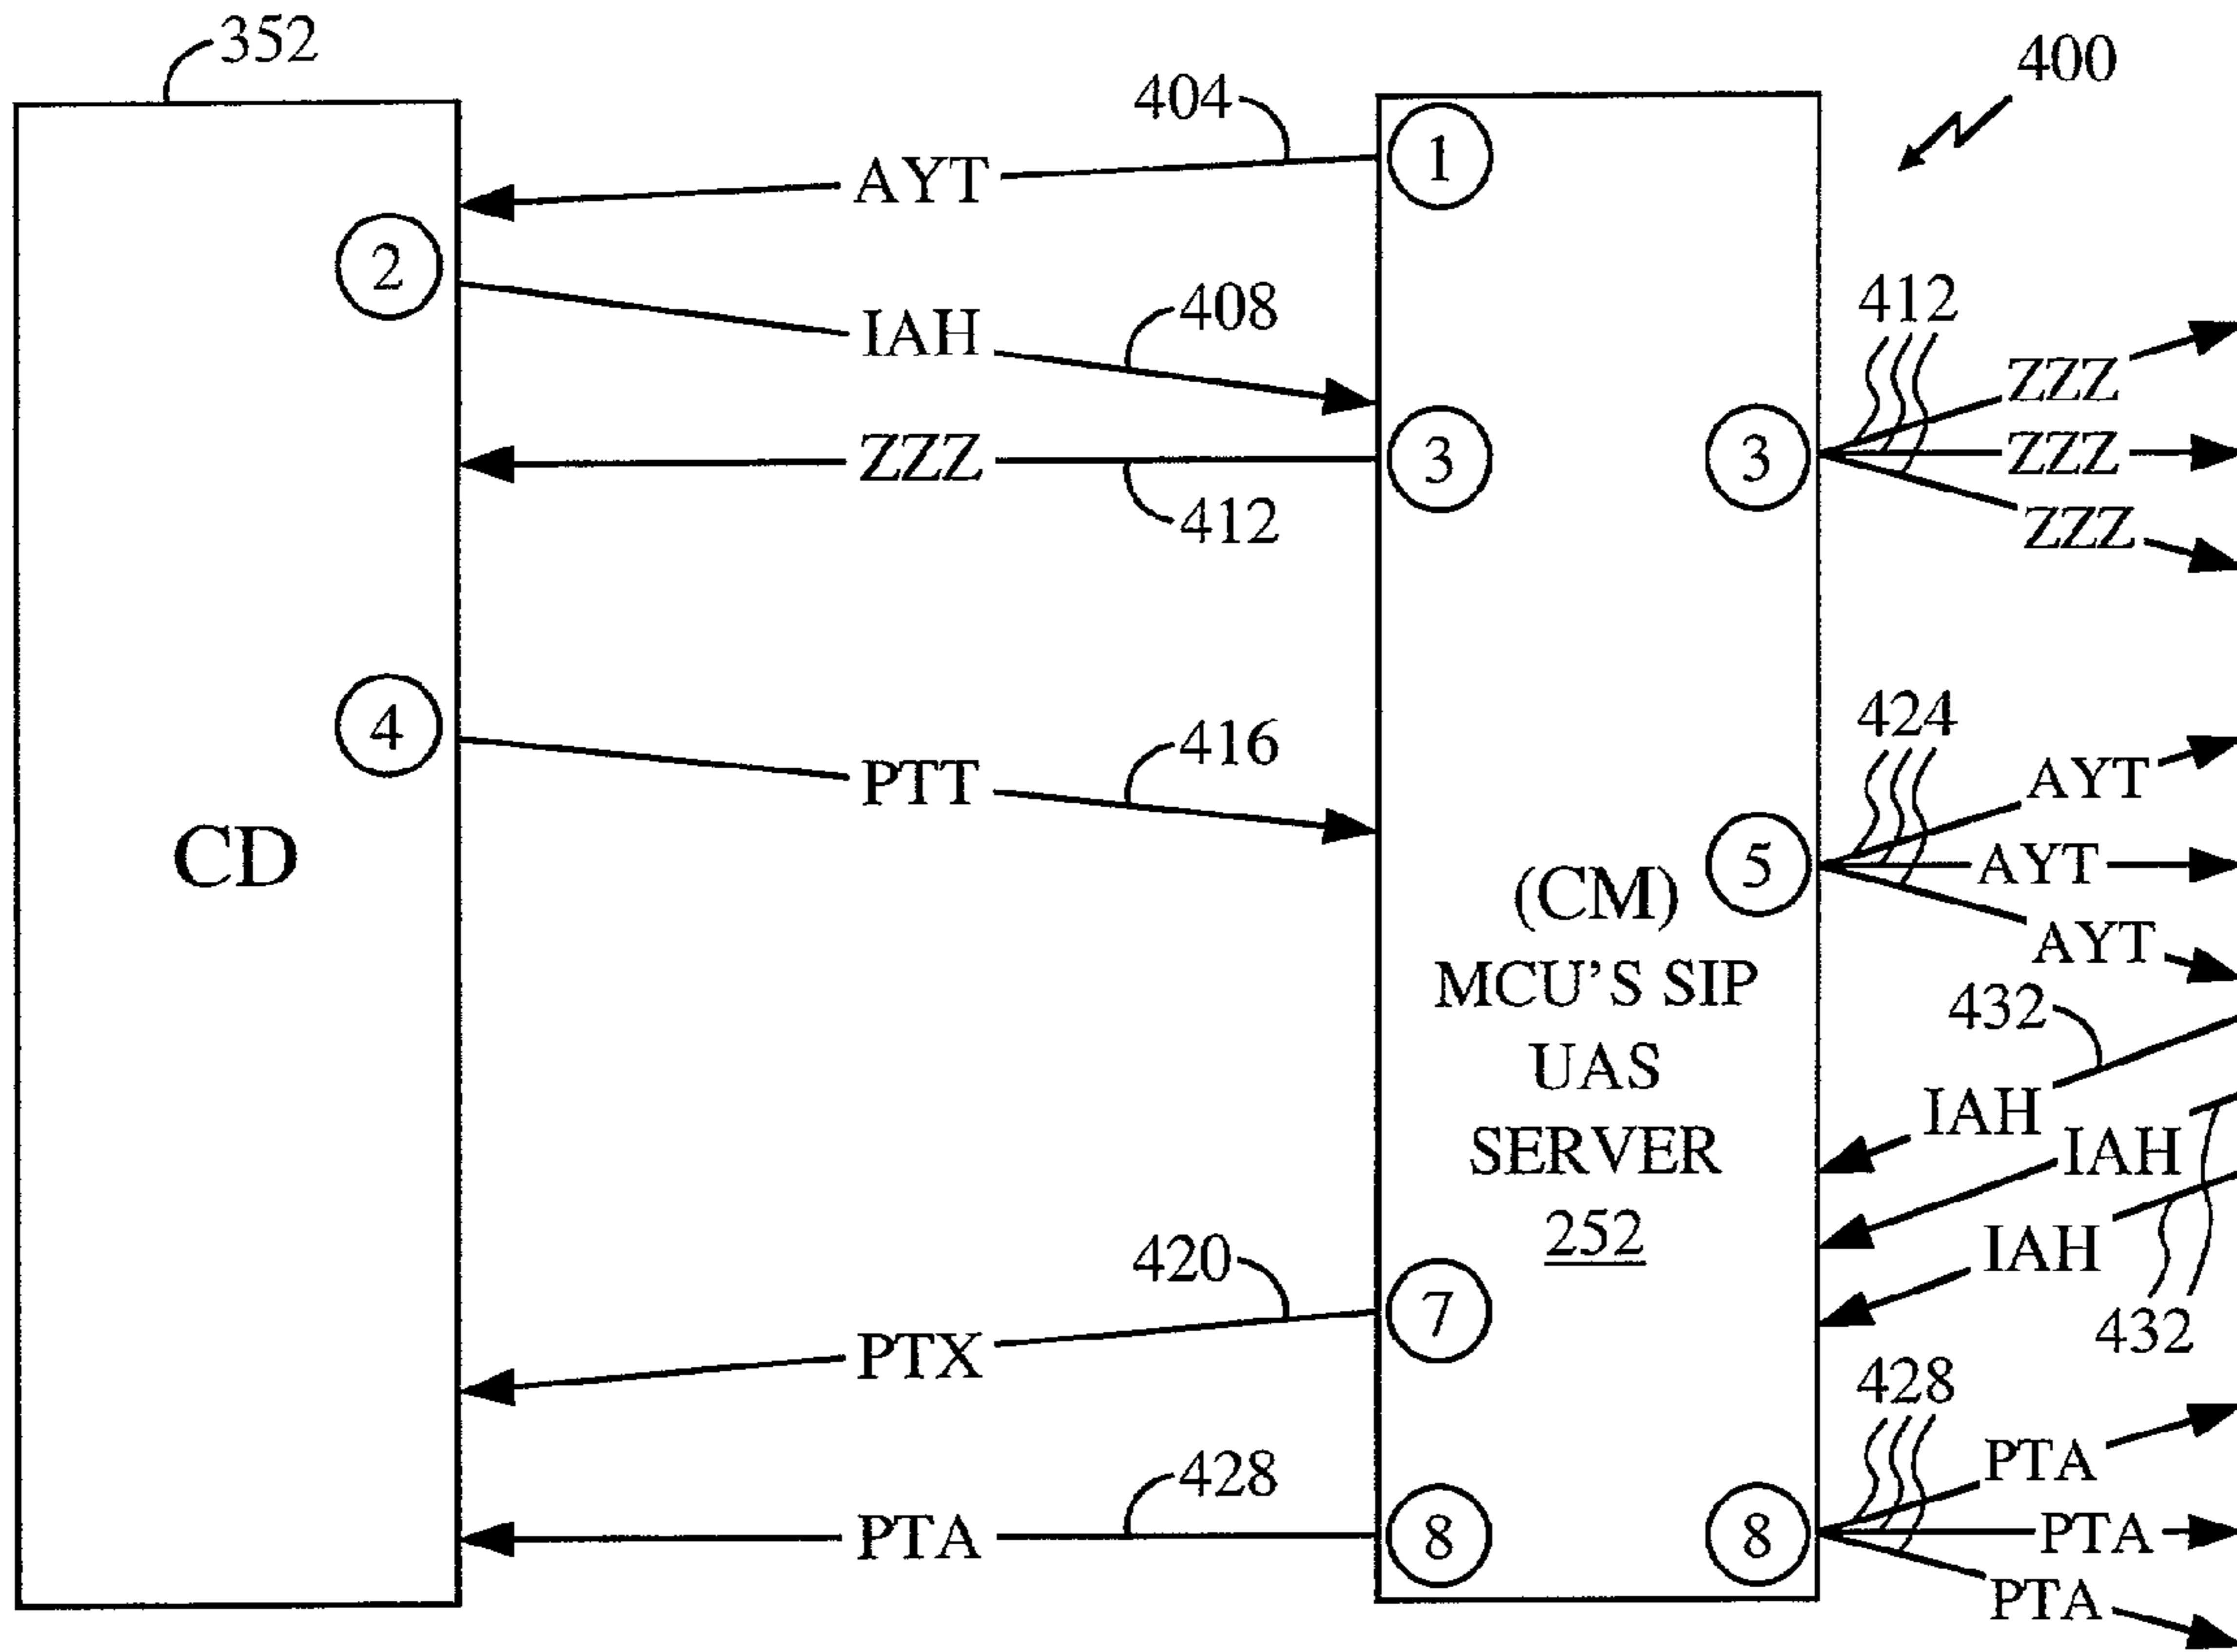 352
400
404
1
AYT
2
408
IAH
412
ZZZ
3
3
ZZZ
ZZZ
ZZZ
412
4
416
PTT
424
AYT
AYT
AYT
5
CD
(CM)
MCU'S SIP
UAS
SERVER
252
432
IAH
IAH
IAH
432
420
7
PTX
428
PTA
PTA
PTA
428
PTA
8
8